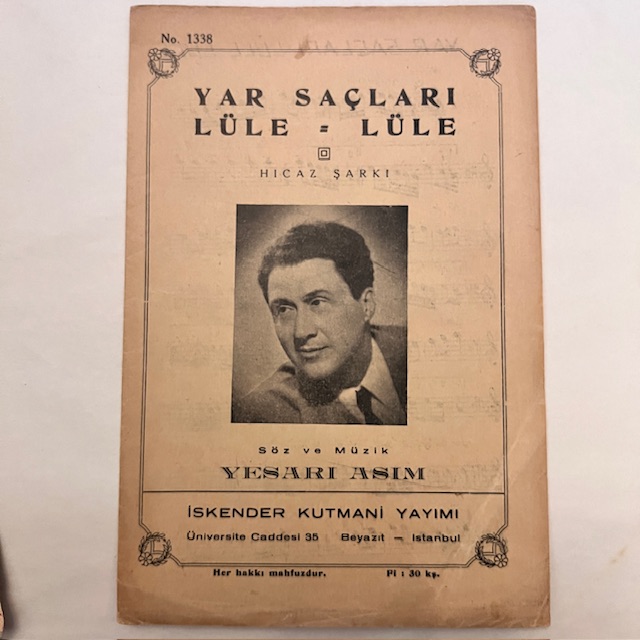 No. 1338
YAR SAÇLARI
LÜLE = LÜLE
HICAZ ŞARKI
Söz ve Müzik
YESARI ASIM
İSKENDER KUTMANİ YAYIMI
Üniversite Caddesi 35 Beyazıt — Istanbul
Her hakkı mahfuzdur. Fi : 30 kş.